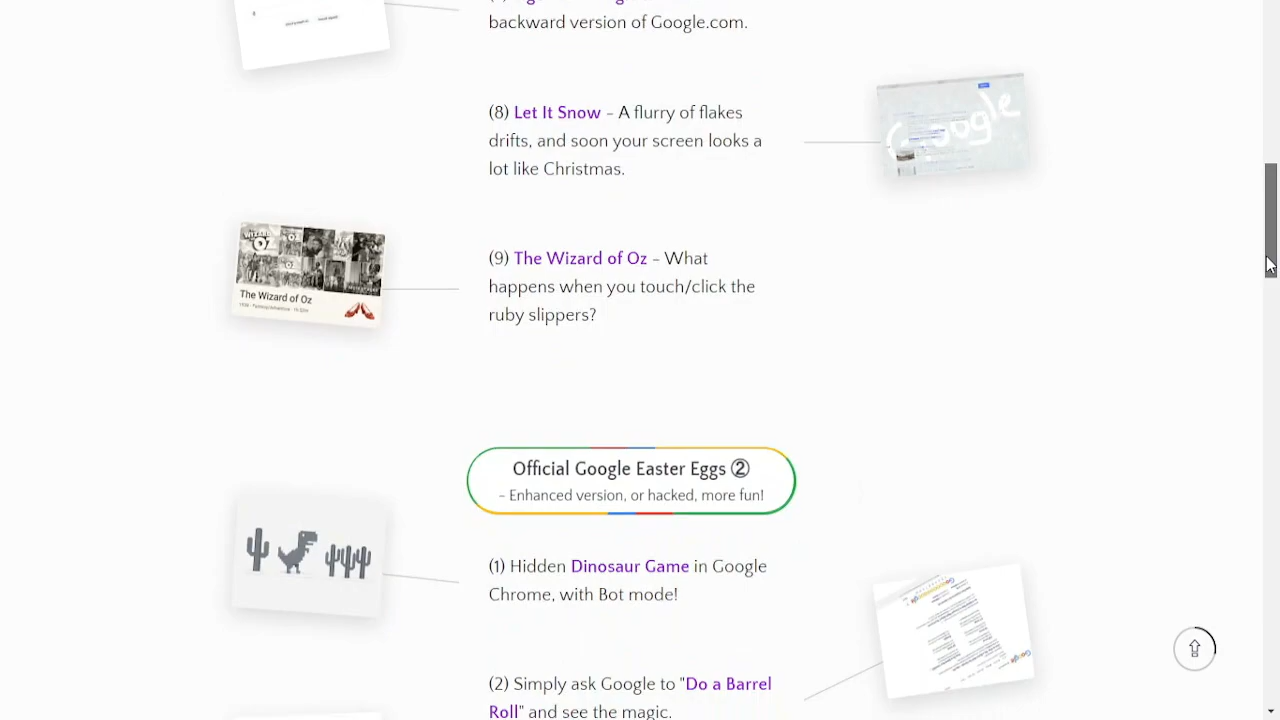 backward version of Google.com.
(8) Let It Snow - A flurry of flakes
drifts, and soon your screen looks a
lot like Christmas.
Google
(9) The Wizard of Oz - What
happens when you touch/click the
ruby slippers?
WIZARD
OZ
The Wizard of Oz
Official Google Easter Eggs ②
- Enhanced version, or hacked, more fun!
(1) Hidden Dinosaur Game in Google
Chrome, with Bot mode!
(2) Simply ask Google to "Do a Barrel
Roll" and see the magic.